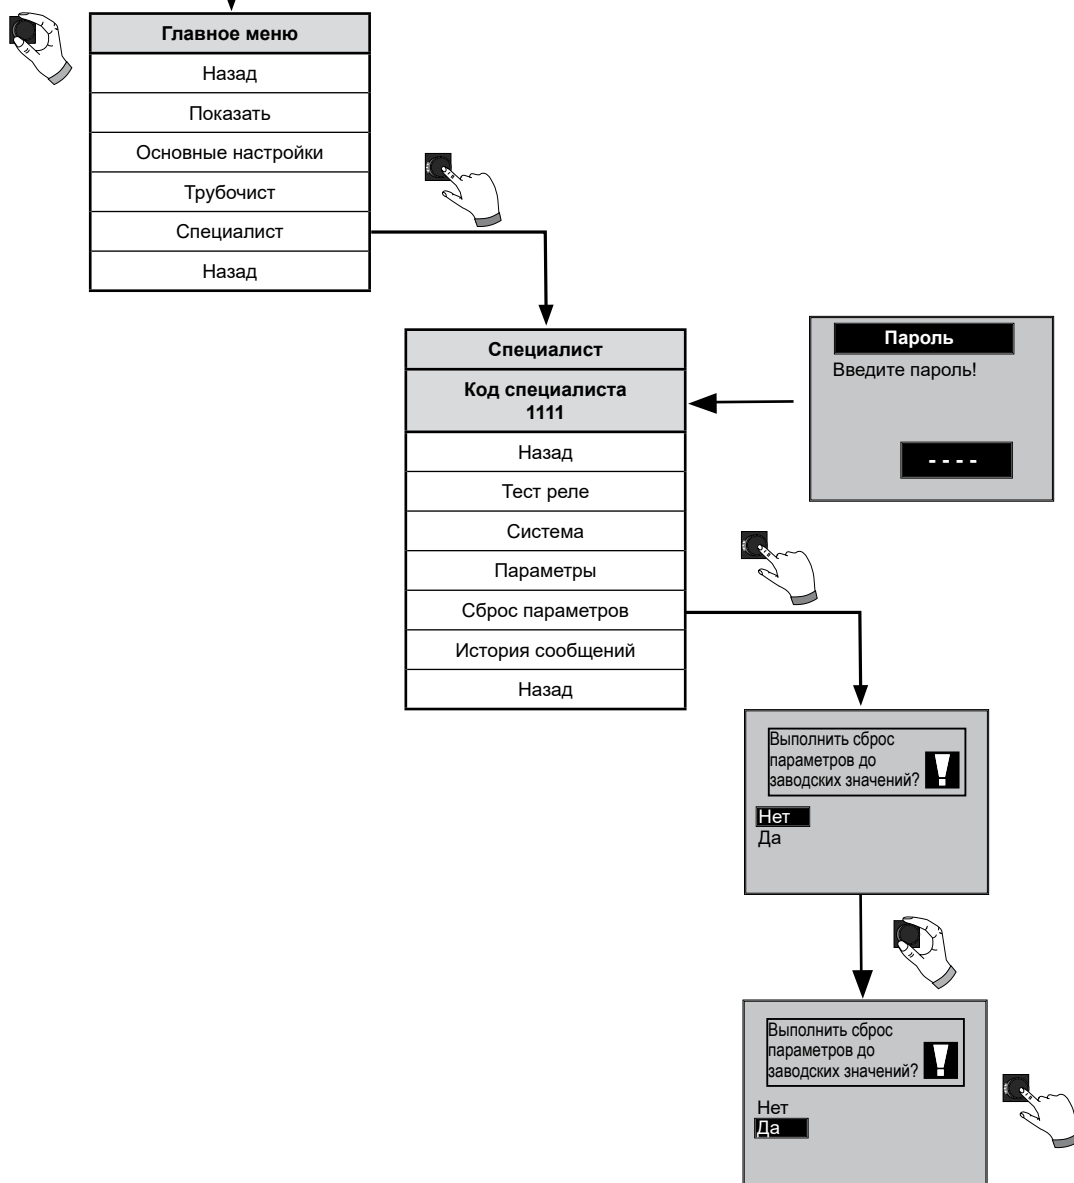 Главное меню
Назад
Показать
Основные настройки
Трубочист
Специалист
Назад
Специалист
Код специалиста
1111
Назад
Тест реле
Система
Параметры
Сброс параметров
История сообщений
Назад
Пароль
Введите пароль!
- - - -
Выполнить сброс
параметров до
заводских значений?
Нет
Да
Выполнить сброс
параметров до
заводских значений?
Нет
Да